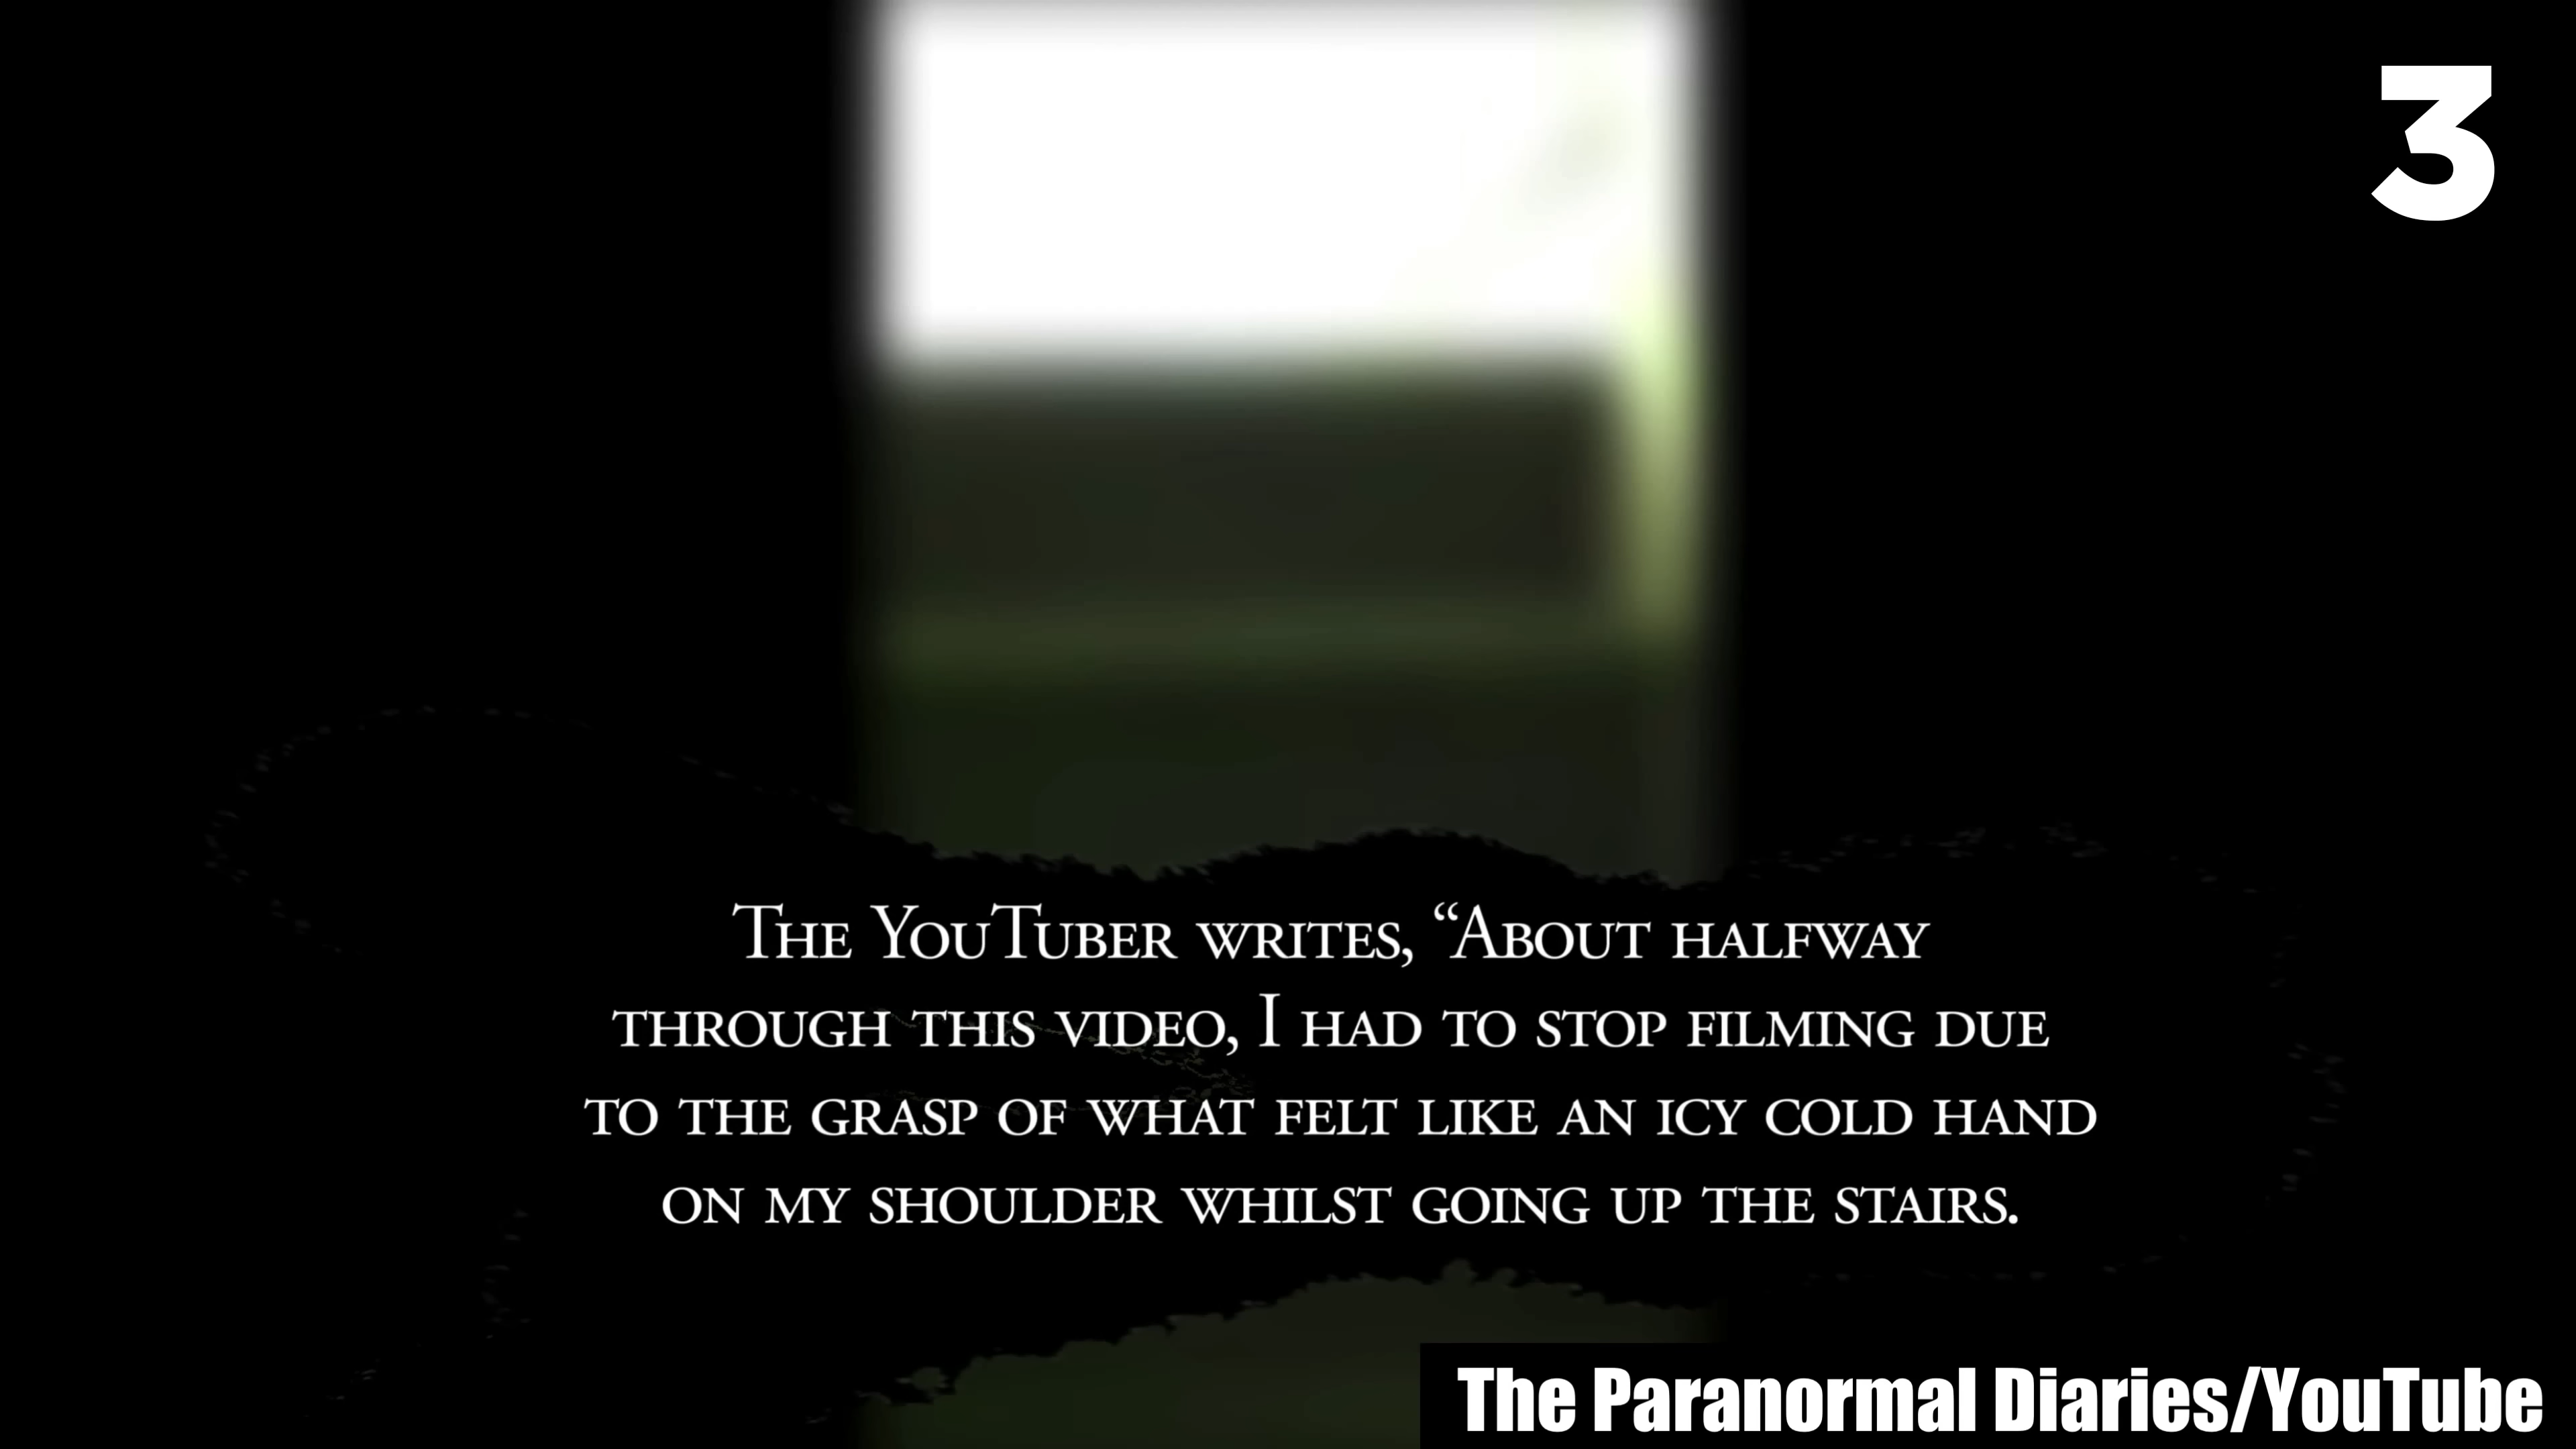 3
The YouTuber writes, “About halfway
through this video, I had to stop filming due
to the grasp of what felt like an icy cold hand
on my shoulder whilst going up the stairs.
The Paranormal Diaries/YouTube